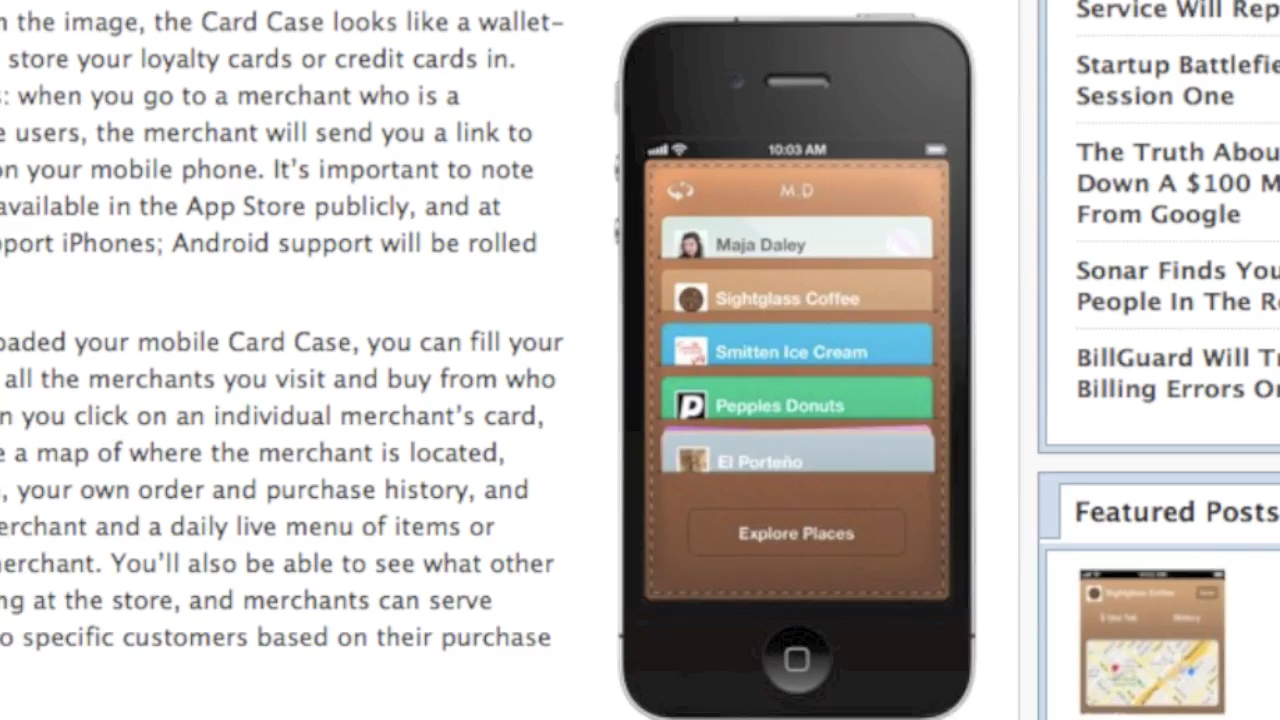 n the image, the Card Case looks like a wallet–
store your loyalty cards or credit cards in.
: when you go to a merchant who is a
e users, the merchant will send you a link to
on your mobile phone. It's important to note
available in the App Store publicly, and at
pport iPhones; Android support will be rolled
oaded your mobile Card Case, you can fill your
all the merchants you visit and buy from who
n you click on an individual merchant's card,
e a map of where the merchant is located,
, your own order and purchase history, and
erchant and a daily live menu of items or
erchant. You'll also be able to see what other
ng at the store, and merchants can serve
o specific customers based on their purchase
10:03 AM
M.D
Maja Daley
Sightglass Coffee
Smitten Ice Cream
Pepples Donuts
El Porteño
Explore Places
Service Will Rep
Startup Battlefie
Session One
The Truth Abou
Down A $100 M
From Google
Sonar Finds You
People In The Re
BillGuard Will Tr
Billing Errors On
Featured Posts
Sightglass Coffee